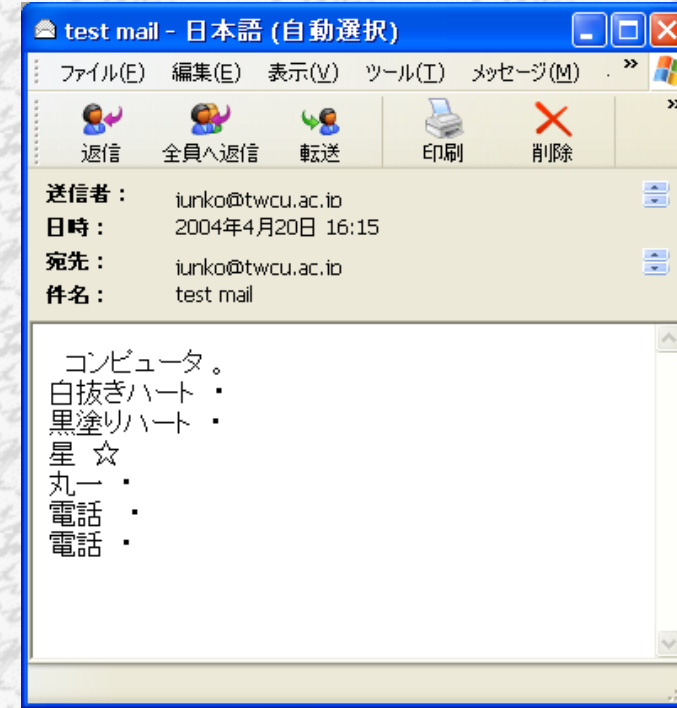 test mail - 日本語 (自動選択)
ファイル(F) 編集(E) 表示(V) ツール(T) メッセージ(M) . »
返信 全員へ返信 転送 印刷 削除 »
送信者： iunko@twcu.ac.ip
日時： 2004年4月20日 16:15
宛先： iunko@twcu.ac.ip
件名： test mail
コンピュータ 。
白抜きハート ・
黒塗りハート ・
星 ☆
丸一 ・
電話 ・
電話 ・